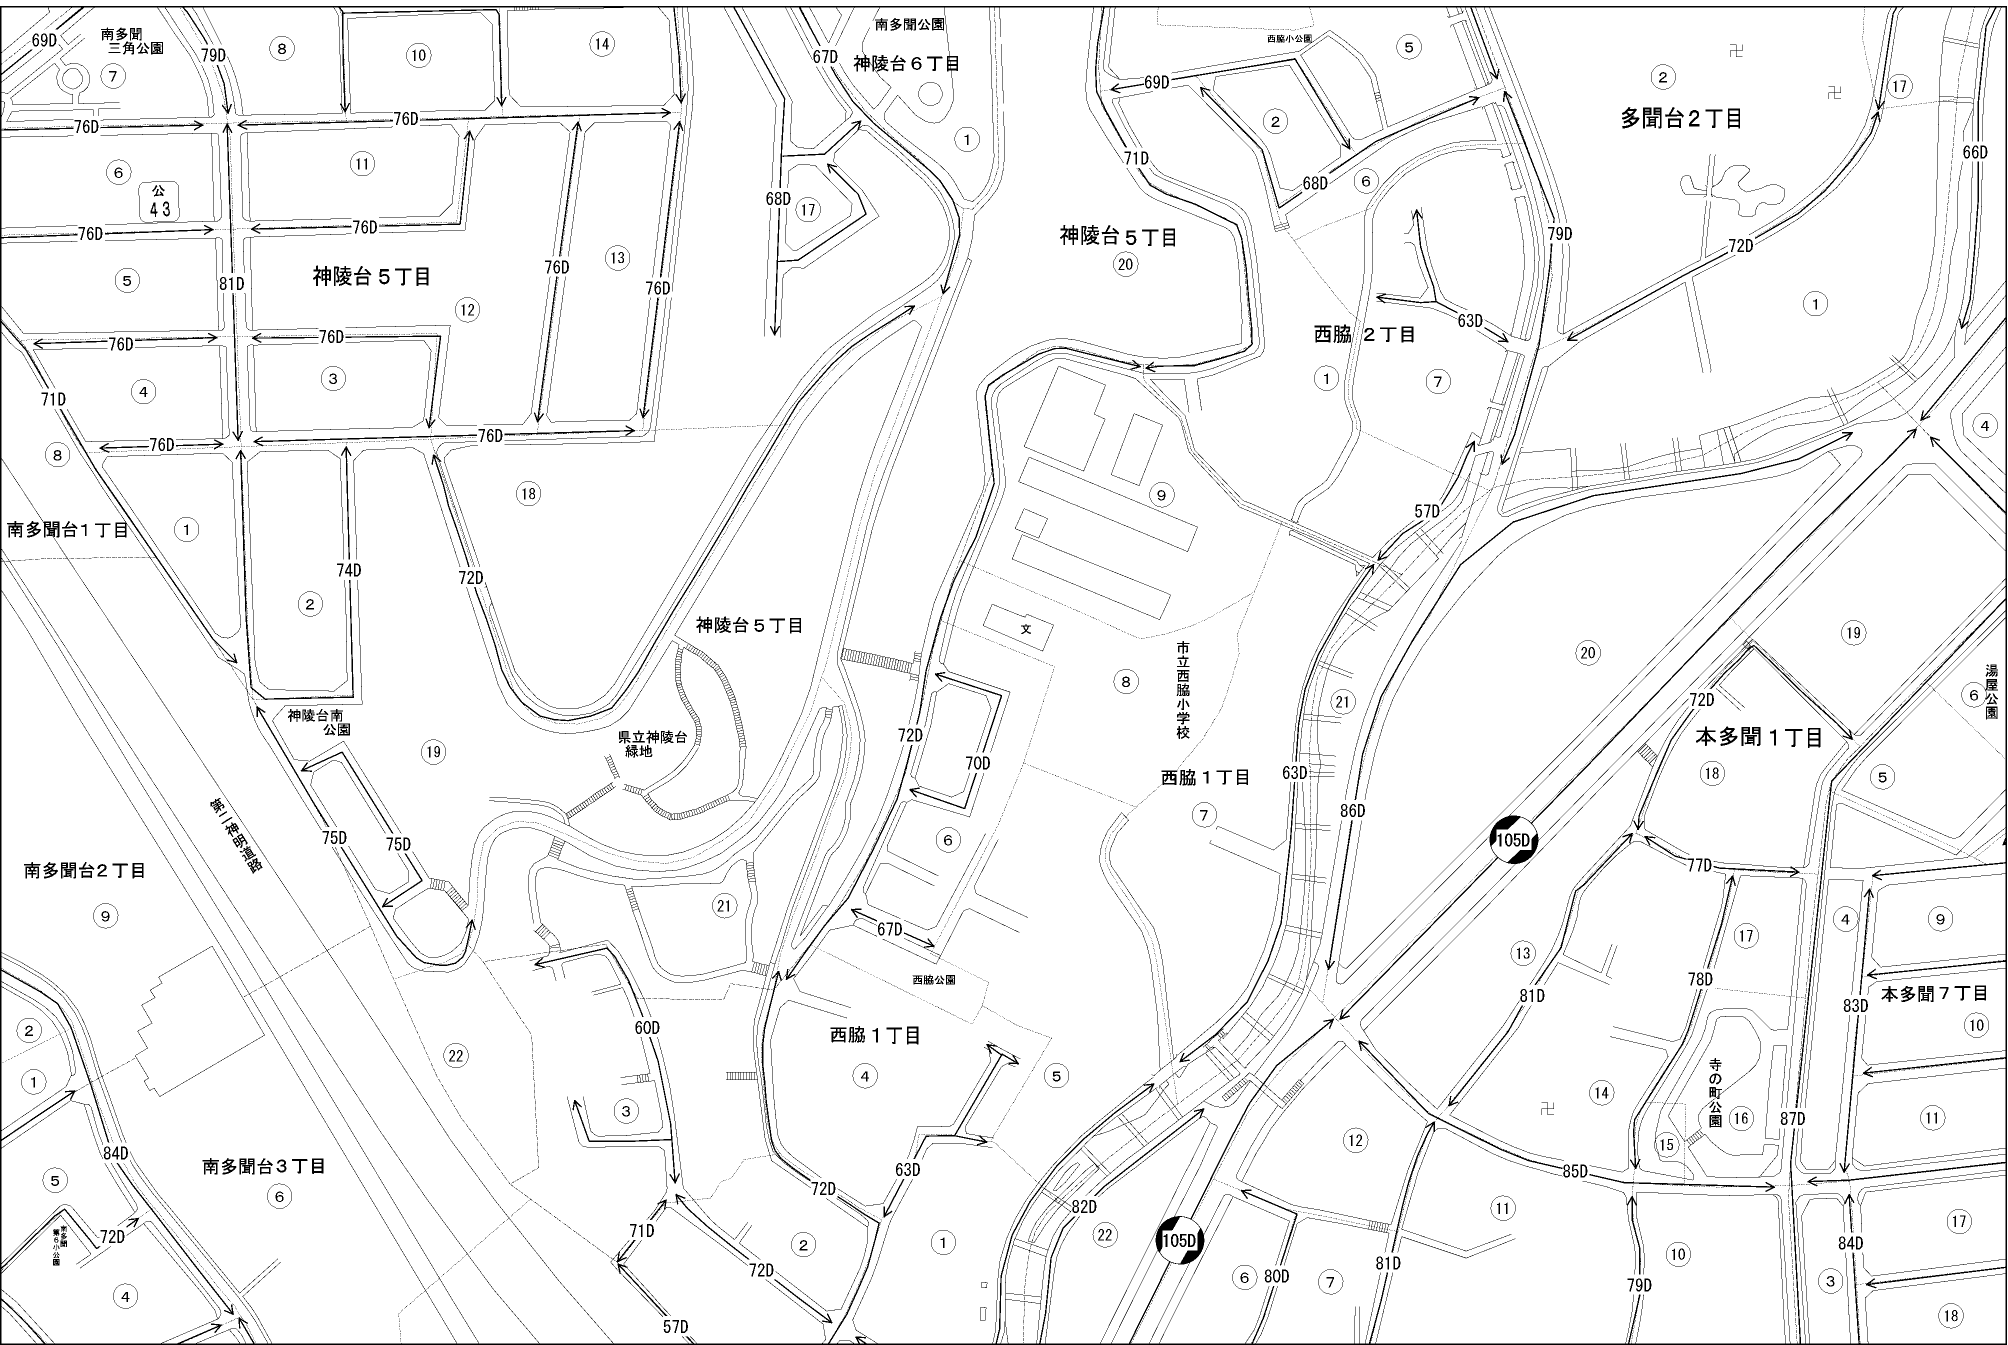 69D
南多聞
三角公園
7
79D
8
10
14
67D
南多聞公園
神陵台6丁目
1
西脇小公園
5
69D
2
2
卍
卍
多聞台2丁目
17
66D
76D
76D
6
公
43
11
76D
76D
68D
17
71D
68D
6
神陵台5丁目
20
79D
72D
5
81D
神陵台5丁目
12
76D
13
76D
63D
西脇 2丁目
1
76D
76D
4
3
1
7
71D
8
76D
76D
4
18
9
南多聞台1丁目
1
57D
74D
72D
2
神陵台5丁目
文
市立西脇小学校
8
20
19
湯屋公園
6
21
72D
神陵台南
公園
19
県立神陵台
緑地
72D
70D
西脇1丁目
63D
本多聞1丁目
18
5
第二神明道路
75D
75D
7
86D
105D
6
77D
南多聞台2丁目
9
21
67D
4
9
17
13
西脇公園
78D
81D
83D
本多聞7丁目
10
2
60D
西脇1丁目
22
4
5
1
3
寺の町公園
14
卍
16
87D
11
12
15
84D
南多聞台3丁目
6
5
63D
85D
72D
82D
22
11
17
72D
南多聞
第6小公園
71D
2
1
105D
10
84D
72D
6
80D
7
81D
79D
3
4
57D
18